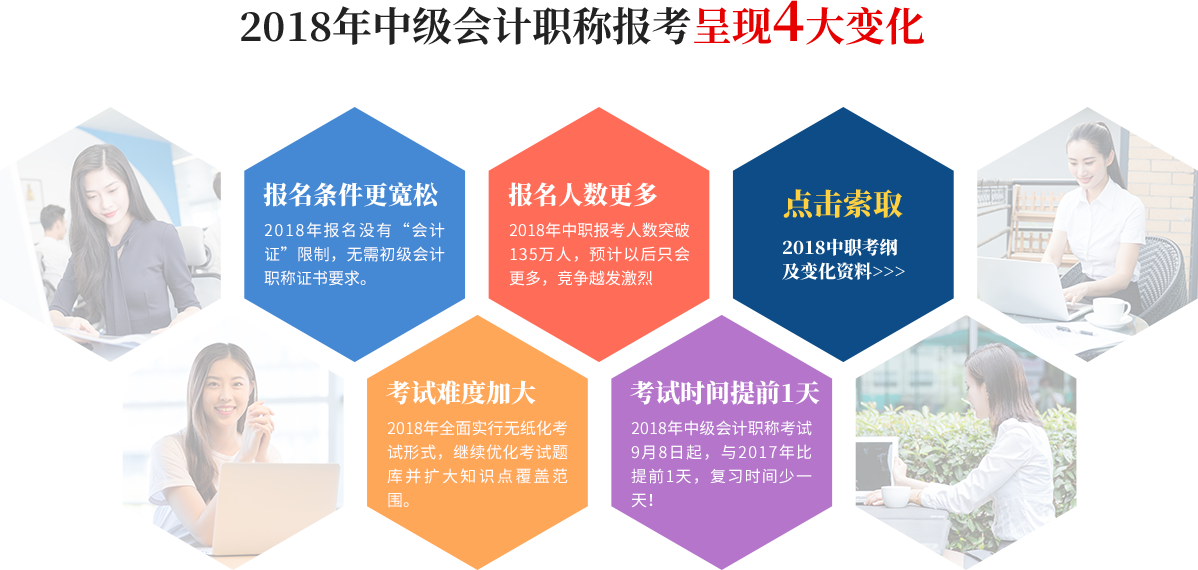 2018年中级会计职称报考呈现4大变化
报名条件更宽松
2018年报名没有“会计
证”限制，无需初级会计
职称证书要求。
报名人数更多
2018年中职报考人数突破
135万人，预计以后只会
更多，竞争越发激烈
点击索取
2018中职考纲
及变化资料>>>
考试难度加大
2018年全面实行无纸化考
试形式，继续优化考试题
库并扩大知识点覆盖范
围。
考试时间提前1天
2018年中级会计职称考试
9月8日起，与2017年比
提前1天，复习时间少一
天！